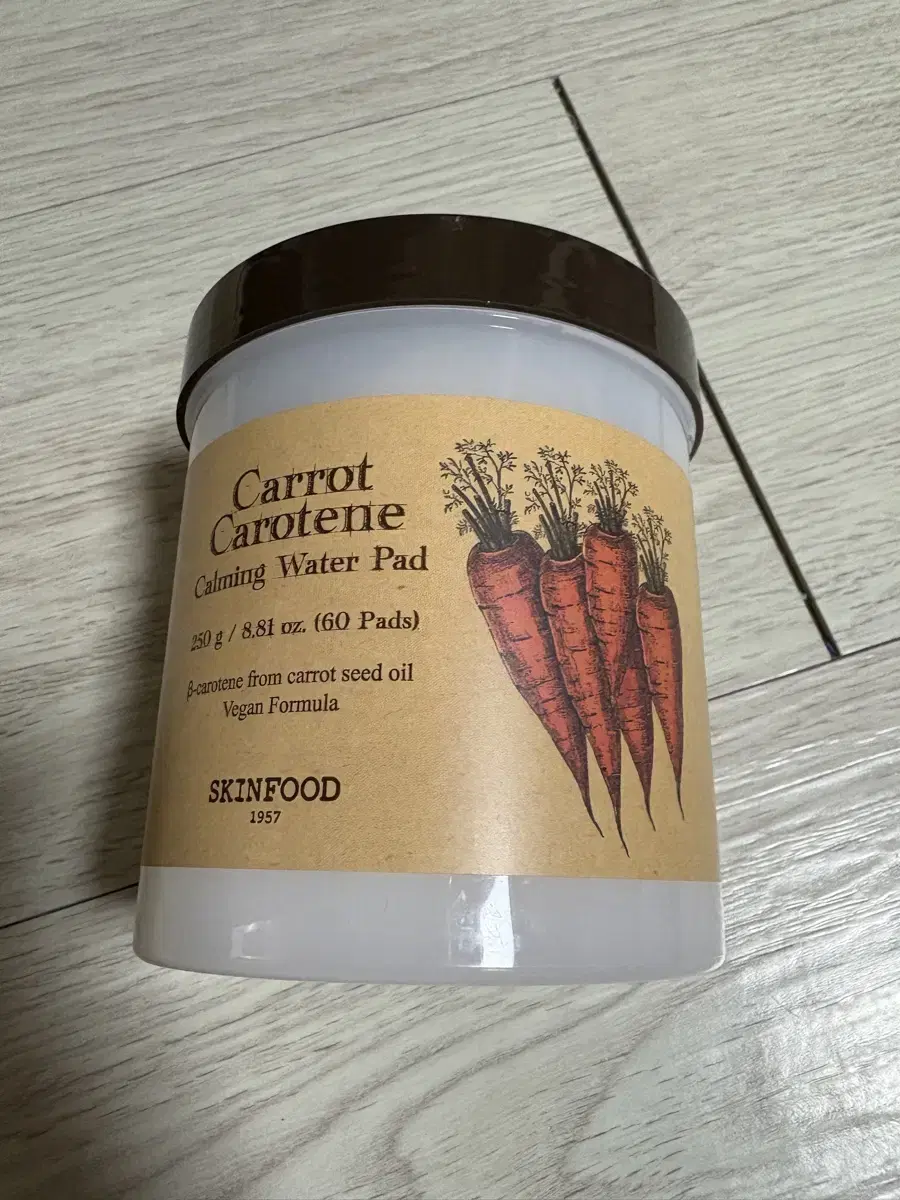 Carrot
Carotene
Calming Water Pad
250 g / 8.81 oz. (60 Pads)
β-carotene from carrot seed oil
Vegan Formula
SKINFOOD
1957